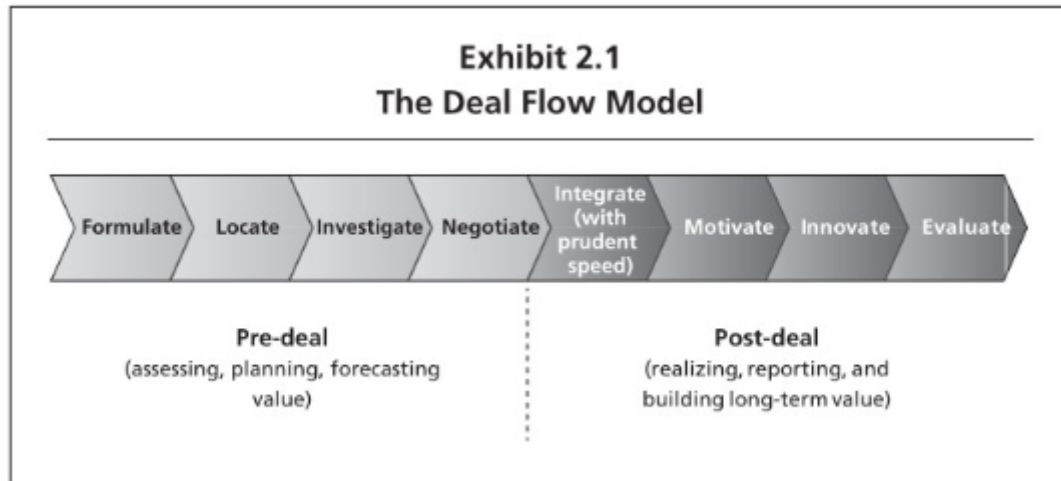 Exhibit 2.1
The Deal Flow Model
Formulate
Locate
Investigate
Negotiate
Integrate
(with
prudent
speed)
Motivate
Innovate
Evaluate
Pre-deal
(assessing, planning, forecasting
value)
Post-deal
(realizing, reporting, and
building long-term value)